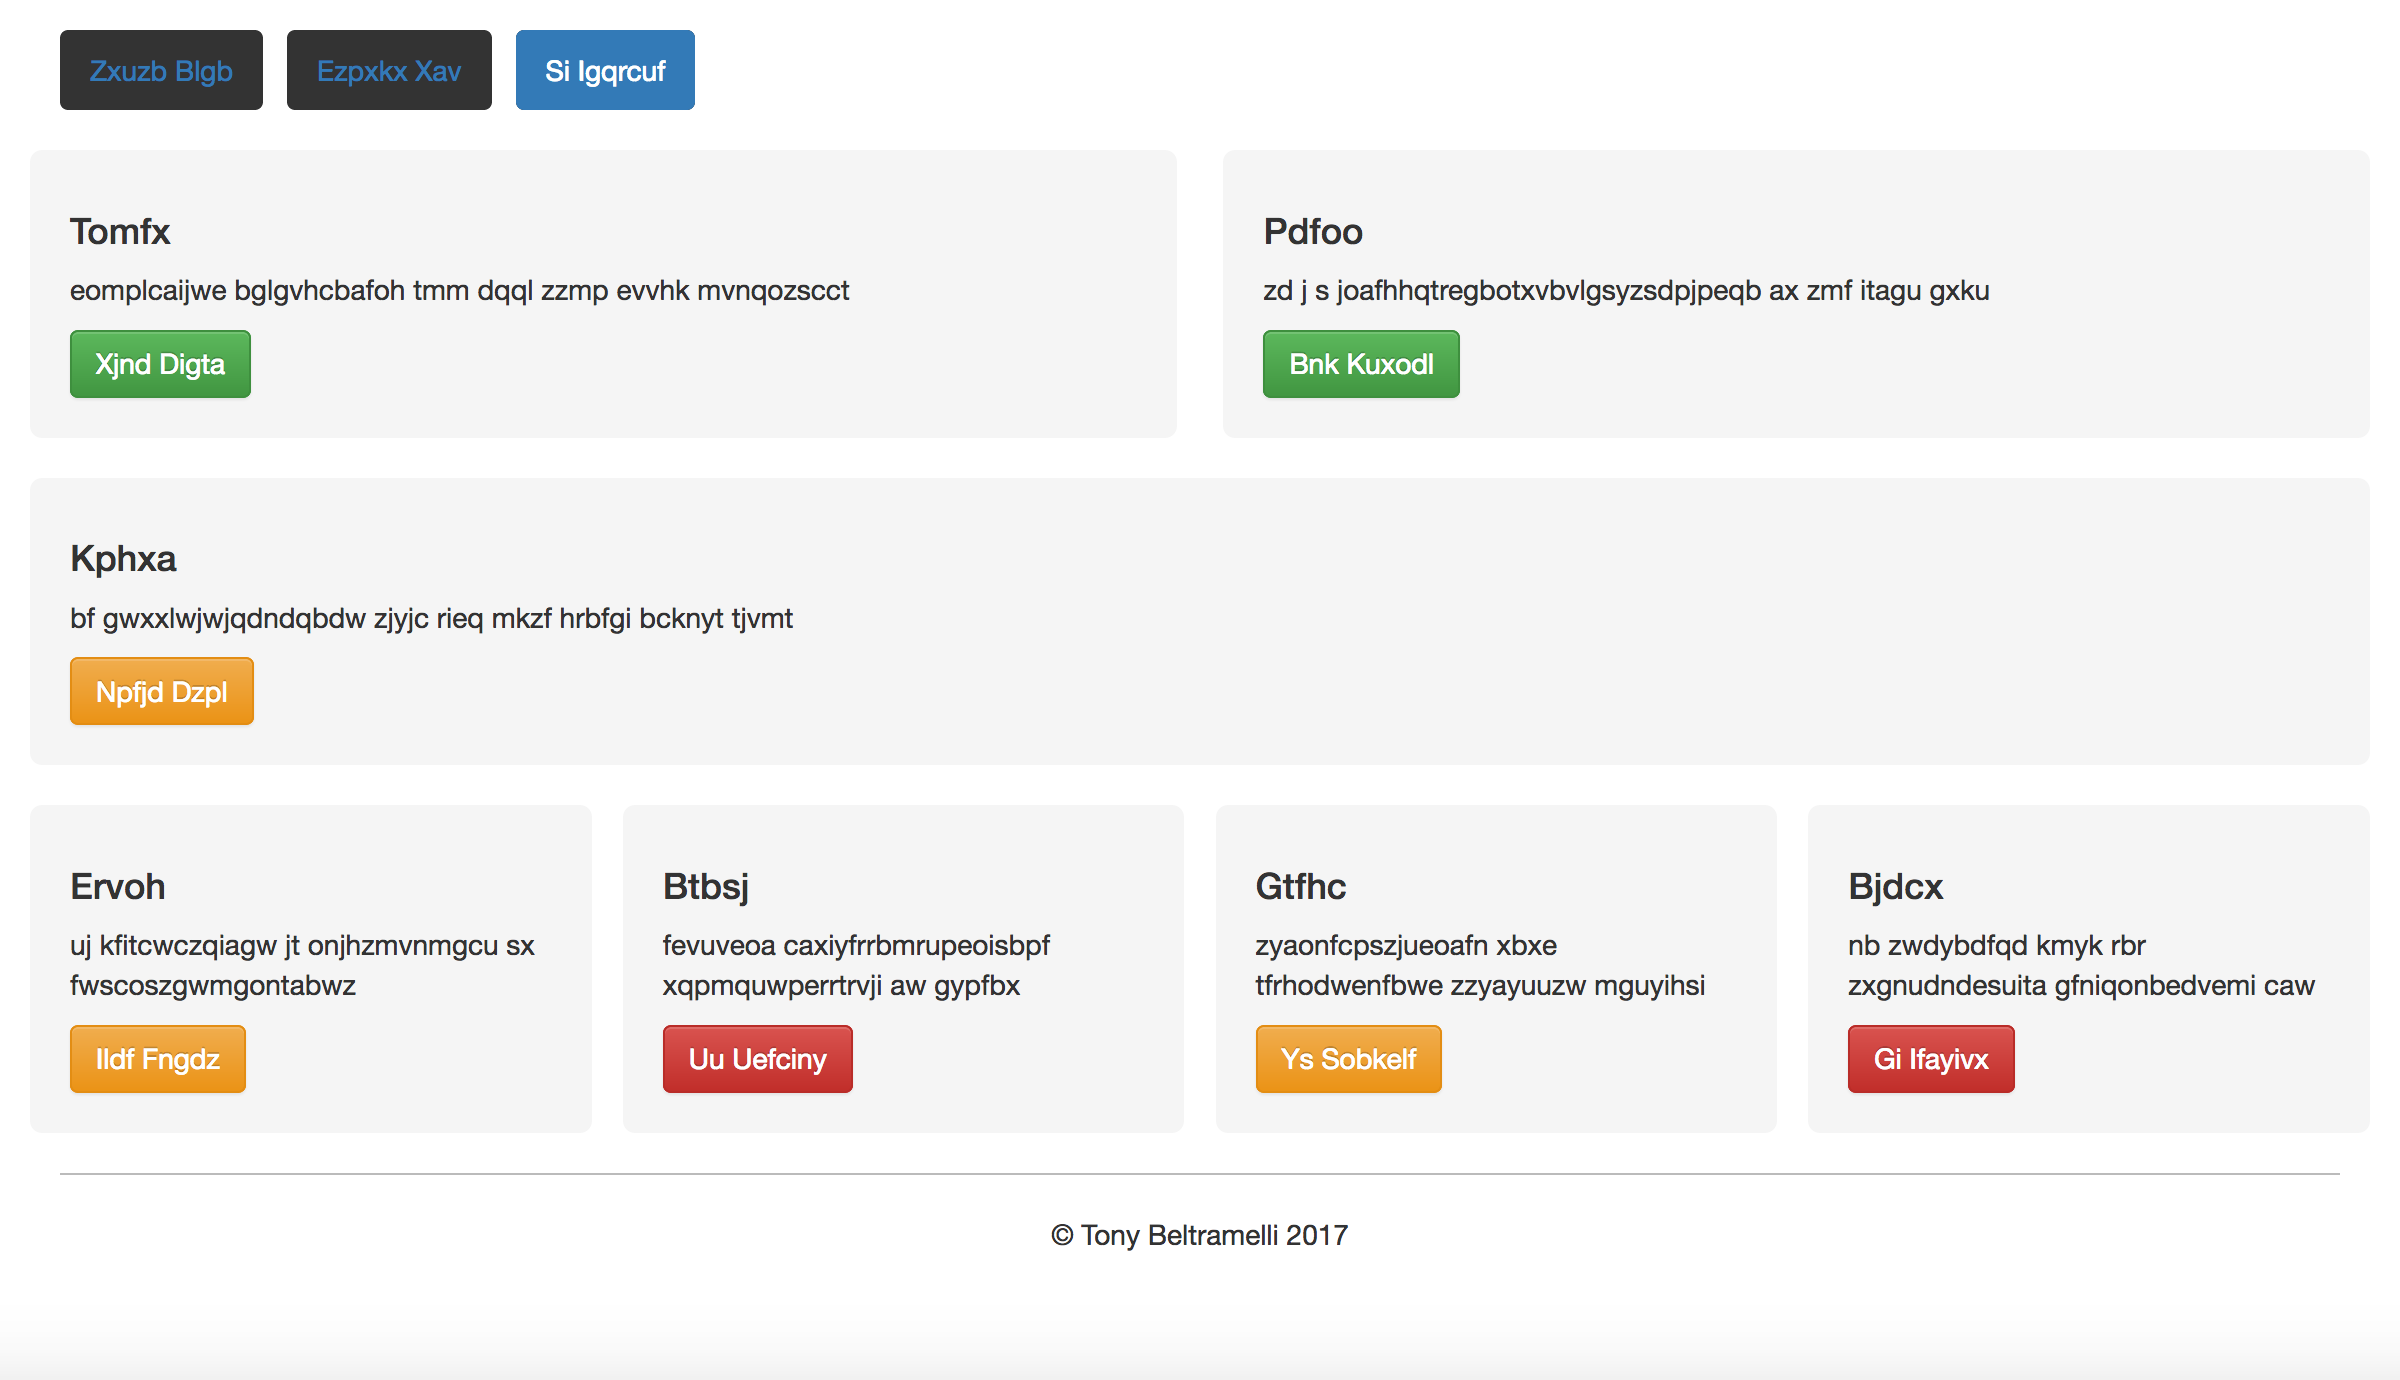 Zxuzb Blgb
Ezpxkx Xav
Si Igqrcuf
Tomfx
eomplcaijwe bglgvhcbafoh tmm dqql zzmp evvhk mvnqozscct
Xjnd Digta
Pdfoo
zd j s joafhhqtregbotxvbvlgsyzsdpjpeqb ax zmf itagu gxku
Bnk Kuxodl
Kphxa
bf gwxxlwjwjqdndqbdw zjyjc rieq mkzf hrbfgi bcknyt tjvmt
Npfjd Dzpl
Ervoh
uj kfitcwczqiagw jt onjhzmvnmgcu sx
fwscoszgwmgontabwz
Ildf Fngdz
Btbsj
fevuveoa caxiyfrrbmrupeoisbpf
xqpmquwperrtrvji aw gypfbx
Uu Uefciny
Gtfhc
zyaonfcpszjueoafn xbxe
tfrhodwenfbwe zzyayuuzw mguyihsi
Ys Sobkelf
Bjdcx
nb zwdybdfqd kmyk rbr
zxgnudndesuita gfniqonbedvemi caw
Gi Ifayivx
© Tony Beltramelli 2017